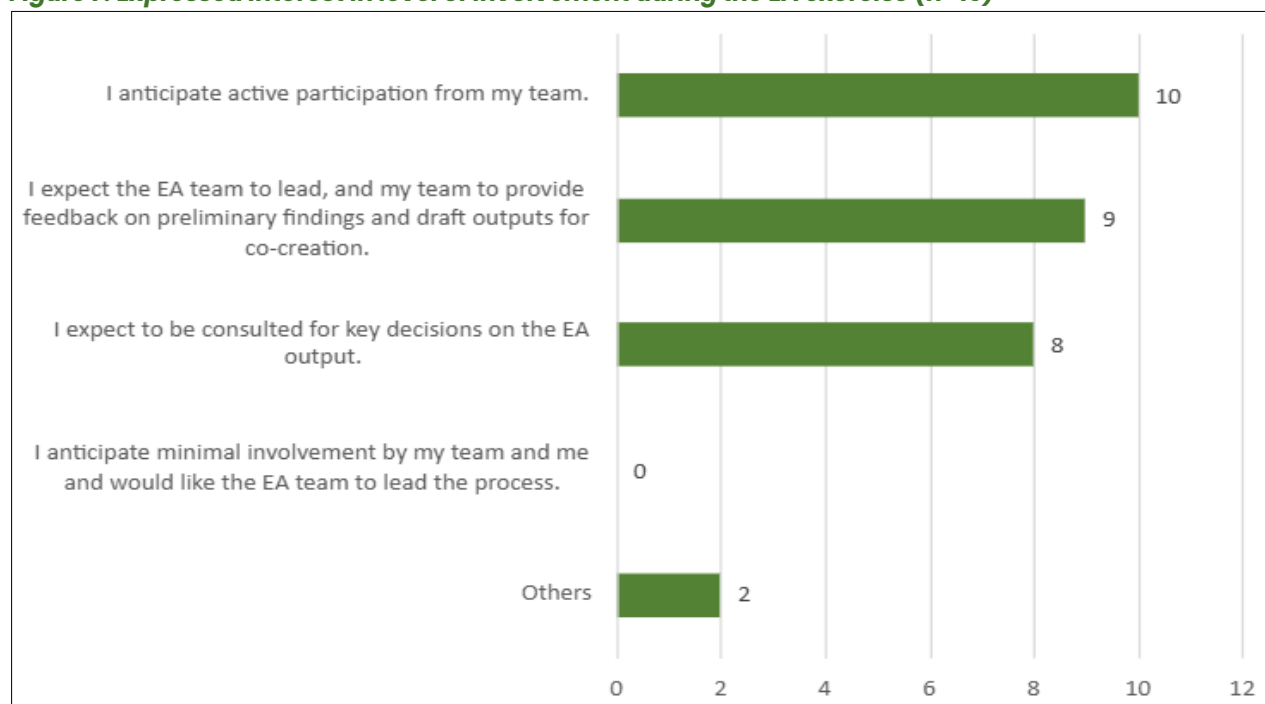 I anticipate active participation from my team.
10
I expect the EA team to lead, and my team to provide
feedback on preliminary findings and draft outputs for
co-creation.
9
I expect to be consulted for key decisions on the EA
output.
8
I anticipate minimal involvement by my team and me
and would like the EA team to lead the process.
0
Others
2
0 2 4 6 8 10 12